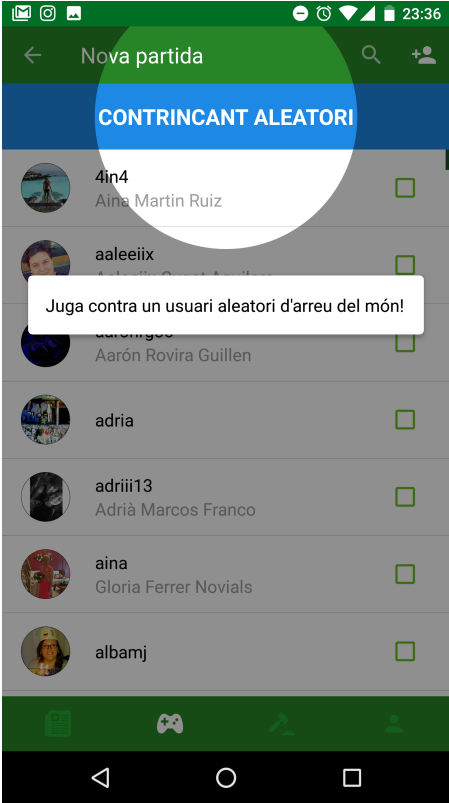 23:36
Nova partida
CONTRINCANT ALEATORI
4in4
Aina Martin Ruiz
aaleeiix
Juga contra un usuari aleatori d'arreu del món!
Aarón Rovira Guillen
adria
adriii13
Adrià Marcos Franco
aina
Gloria Ferrer Novials
albamj